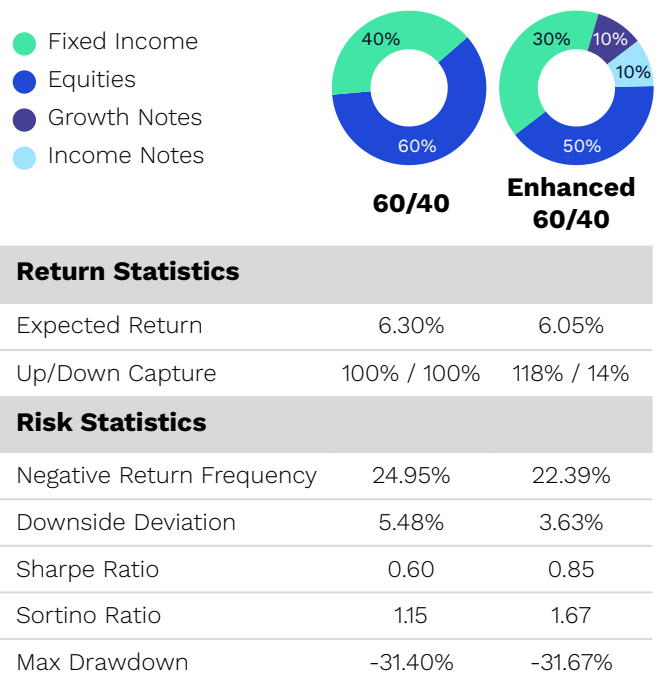 Fixed Income
Equities
Growth Notes
Income Notes
40%
60%
30%
10%
10%
50%
60/40
Enhanced
60/40
Return Statistics
Expected Return 6.30% 6.05%
Up/Down Capture 100% / 100% 118% / 14%
Risk Statistics
Negative Return Frequency 24.95% 22.39%
Downside Deviation 5.48% 3.63%
Sharpe Ratio 0.60 0.85
Sortino Ratio 1.15 1.67
Max Drawdown -31.40% -31.67%